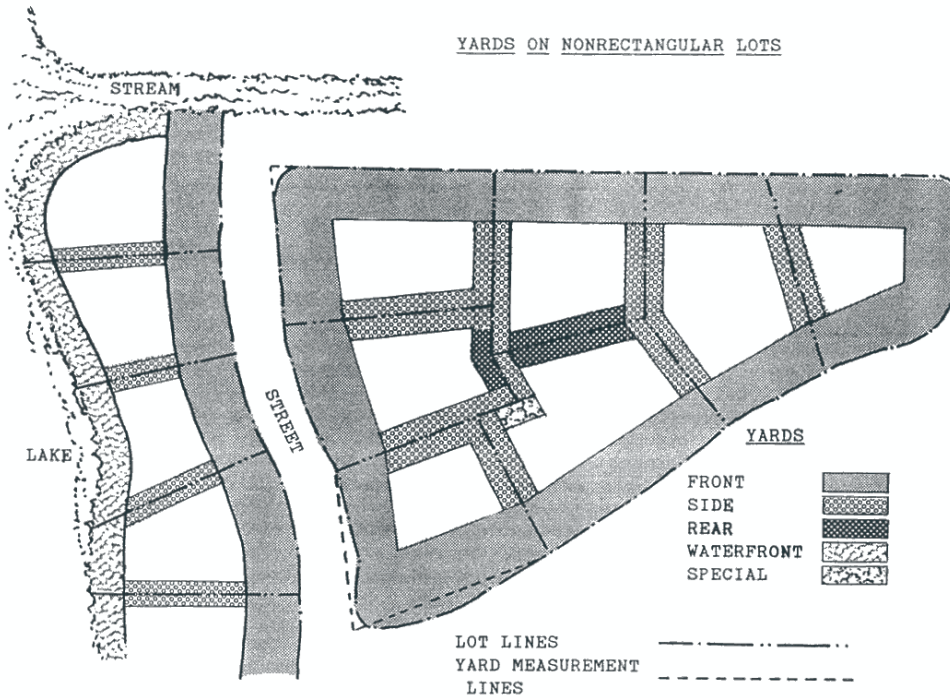 YARDS ON NONRECTANGULAR LOTS
STREAM
STREET
LAKE
YARDS
FRONT
SIDE
REAR
WATERFRONT
SPECIAL
LOT LINES
YARD MEASUREMENT
LINES